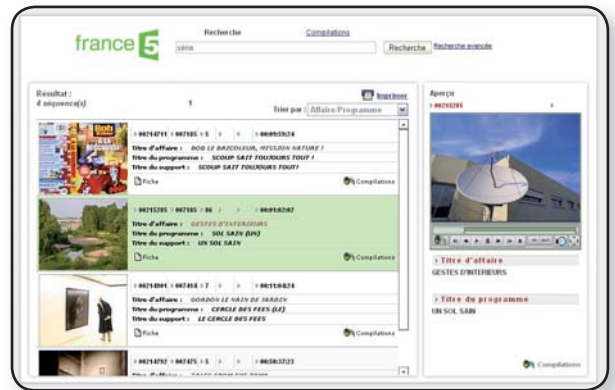 france 5
Recherche Compilations
série Recherche Recherche avancée
Résultat :
4 séquence(s) 1
Imprimer
Trier par : Affaire/Programme
00214711 007185 5 00:09:59:24
Titre d'affaire : BOB LE BRICOLEUR, MISSION NATURE !
Titre du programme : SCOUP SAIT TOUJOURS TOUT !
Titre du support : SCOUP SAIT TOUJOURS TOUT!
Fiche Compilations
00215285 007185 86 00:01:02:02
Titre d'affaire : GESTES D'INTERIEURS
Titre du programme : SOL SAIN (UN)
Titre du support : UN SOL SAIN
Fiche Compilations
00214901 007414 7 00:11:04:24
Titre d'affaire : GORDON LE NAIN DE JARDIN
Titre du programme : CERCLE DES FEES (LE)
Titre du support : LE CERCLE DES FEES
Fiche Compilations
00214792 007475 5 00:50:37:23
Aperçu
00215285
Titre d'affaire
GESTES D'INTERIEURS
Titre du programme
UN SOL SAIN
Compilations